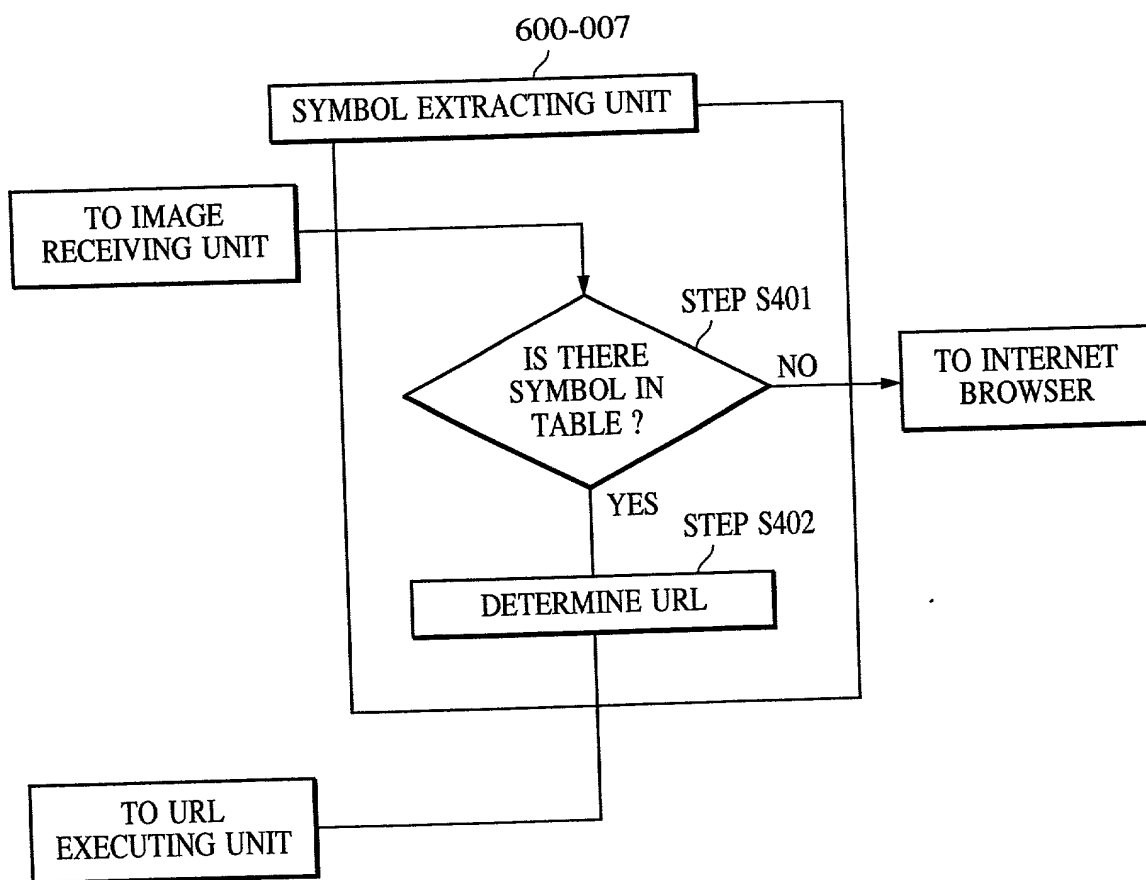 600-007
SYMBOL EXTRACTING UNIT
TO IMAGE
RECEIVING UNIT
STEP S401
IS THERE
SYMBOL IN
TABLE ?
NO
TO INTERNET
BROWSER
YES
STEP S402
DETERMINE URL
TO URL
EXECUTING UNIT